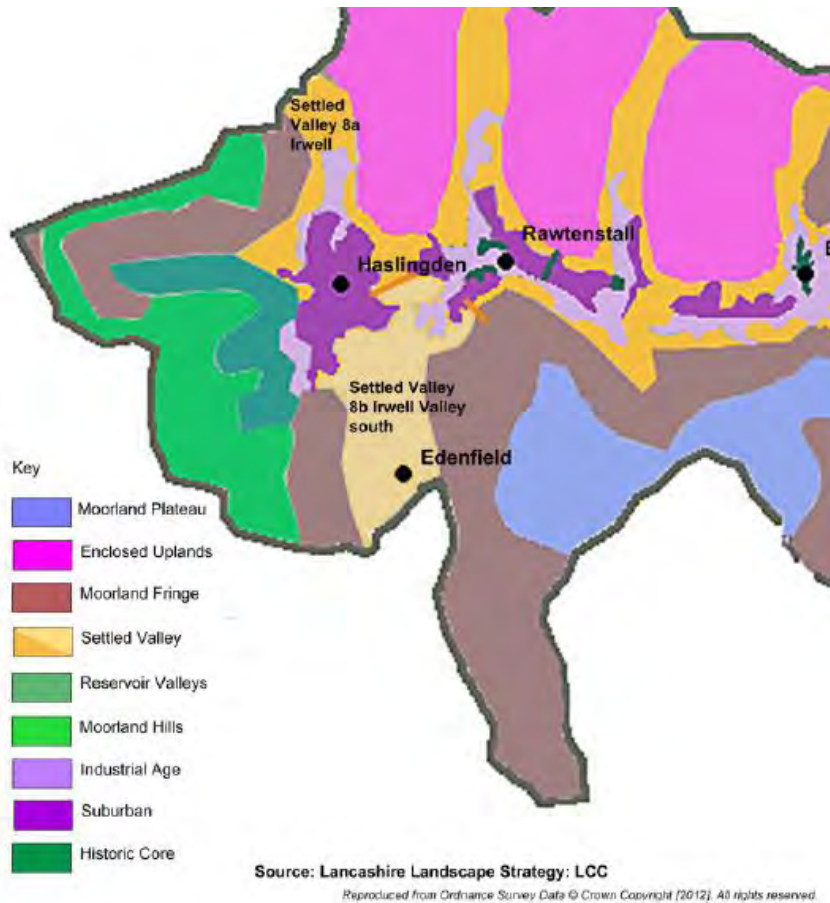 Settled
Valley 8a
Irwell
Rawtenstall
E
Haslingden
Settled Valley
8b Irwell Valley
south
Edenfield
Key
Moorland Plateau
Enclosed Uplands
Moorland Fringe
Settled Valley
Reservoir Valleys
Moorland Hills
Industrial Age
Suburban
Historic Core
Source: Lancashire Landscape Strategy: LCC
Reproduced from Ordnance Survey Data © Crown Copyright [2012]. All rights reserved.